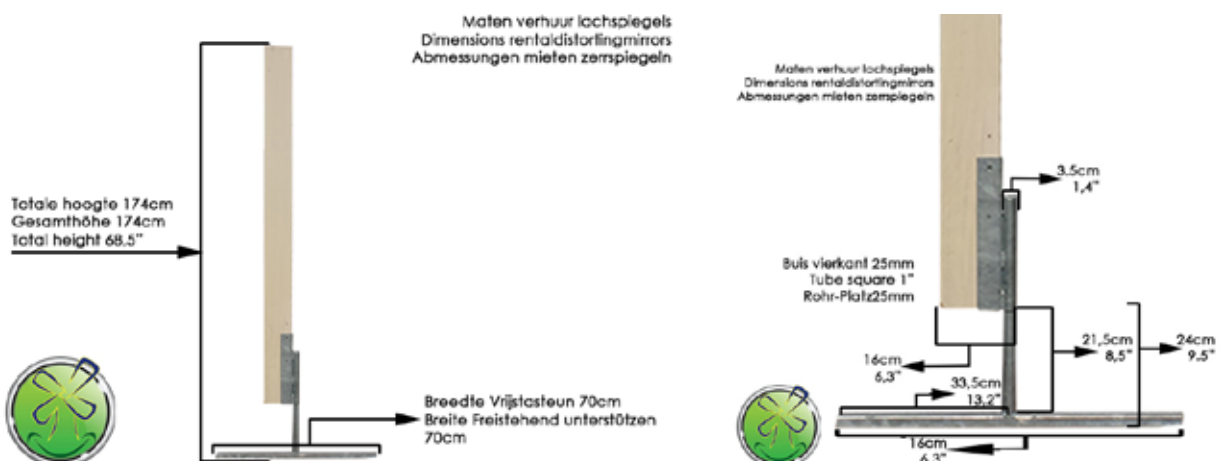 Maten verhuur lachspiegels
Dimensions rentaldistortingmirrors
Abmessungen mieten zerrspiegeln
Totale hoogte 174cm
Gesamthöhe 174cm
Total height 68.5"
Breedte Vrijstasteun 70cm
Breite Freistehend unterstützen
70cm
Maten verhuur lachspiegels
Dimensions rentaldistortingmirrors
Abmessungen mieten zerrspiegeln
3.5cm
1,4"
Buis vierkant 25mm
Tube square 1"
Rohr-Platz25mm
16cm
6,3"
21,5cm
8,5"
24cm
9.5"
33,5cm
13,2"
16cm
6,3"